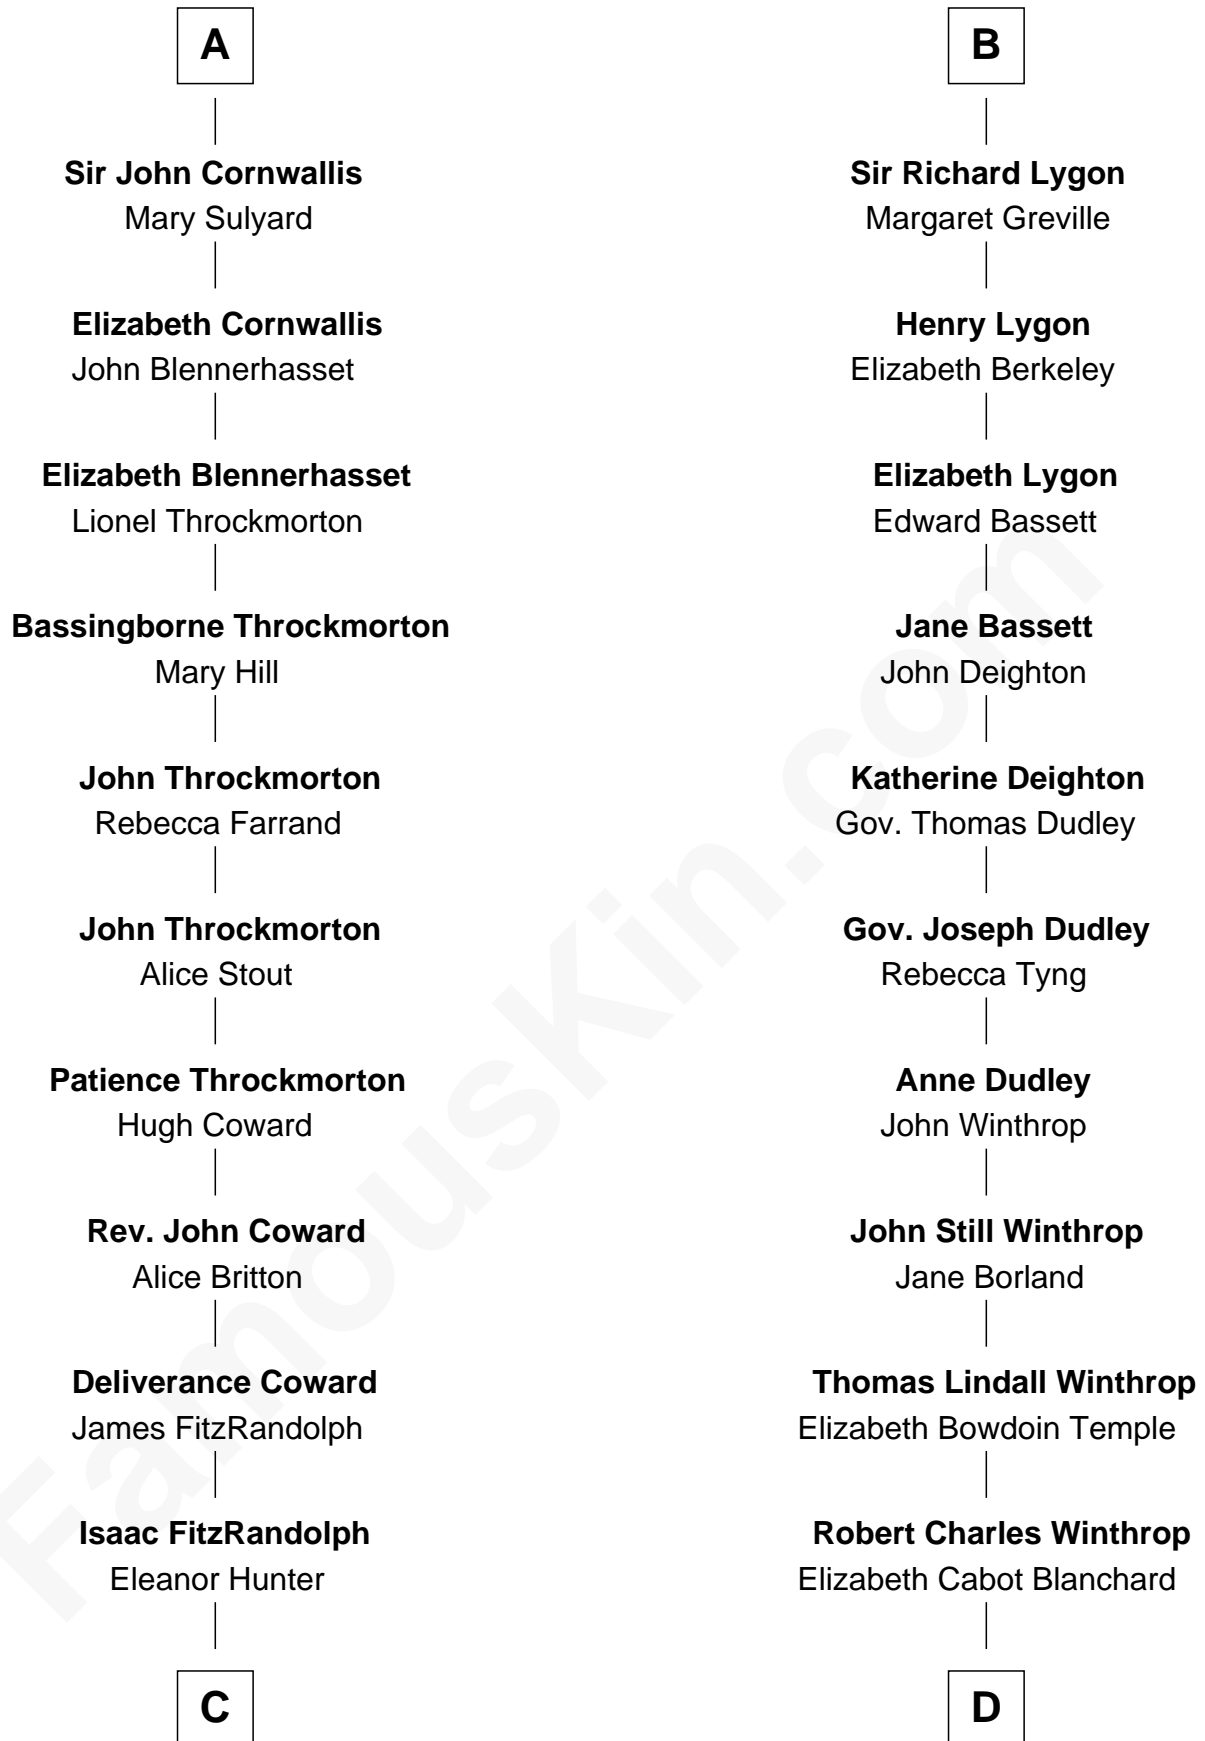 A
Sir John Cornwallis
Mary Sulyard
Elizabeth Cornwallis
John Blennerhasset
Elizabeth Blennerhasset
Lionel Throckmorton
Bassingborne Throckmorton
Mary Hill
John Throckmorton
Rebecca Farrand
John Throckmorton
Alice Stout
Patience Throckmorton
Hugh Coward
Rev. John Coward
Alice Britton
Deliverance Coward
James FitzRandolph
Isaac FitzRandolph
Eleanor Hunter
C
B
Sir Richard Lygon
Margaret Greville
Henry Lygon
Elizabeth Berkeley
Elizabeth Lygon
Edward Bassett
Jane Bassett
John Deighton
Katherine Deighton
Gov. Thomas Dudley
Gov. Joseph Dudley
Rebecca Tyng
Anne Dudley
John Winthrop
John Still Winthrop
Jane Borland
Thomas Lindall Winthrop
Elizabeth Bowdoin Temple
Robert Charles Winthrop
Elizabeth Cabot Blanchard
D
FamousKin.com